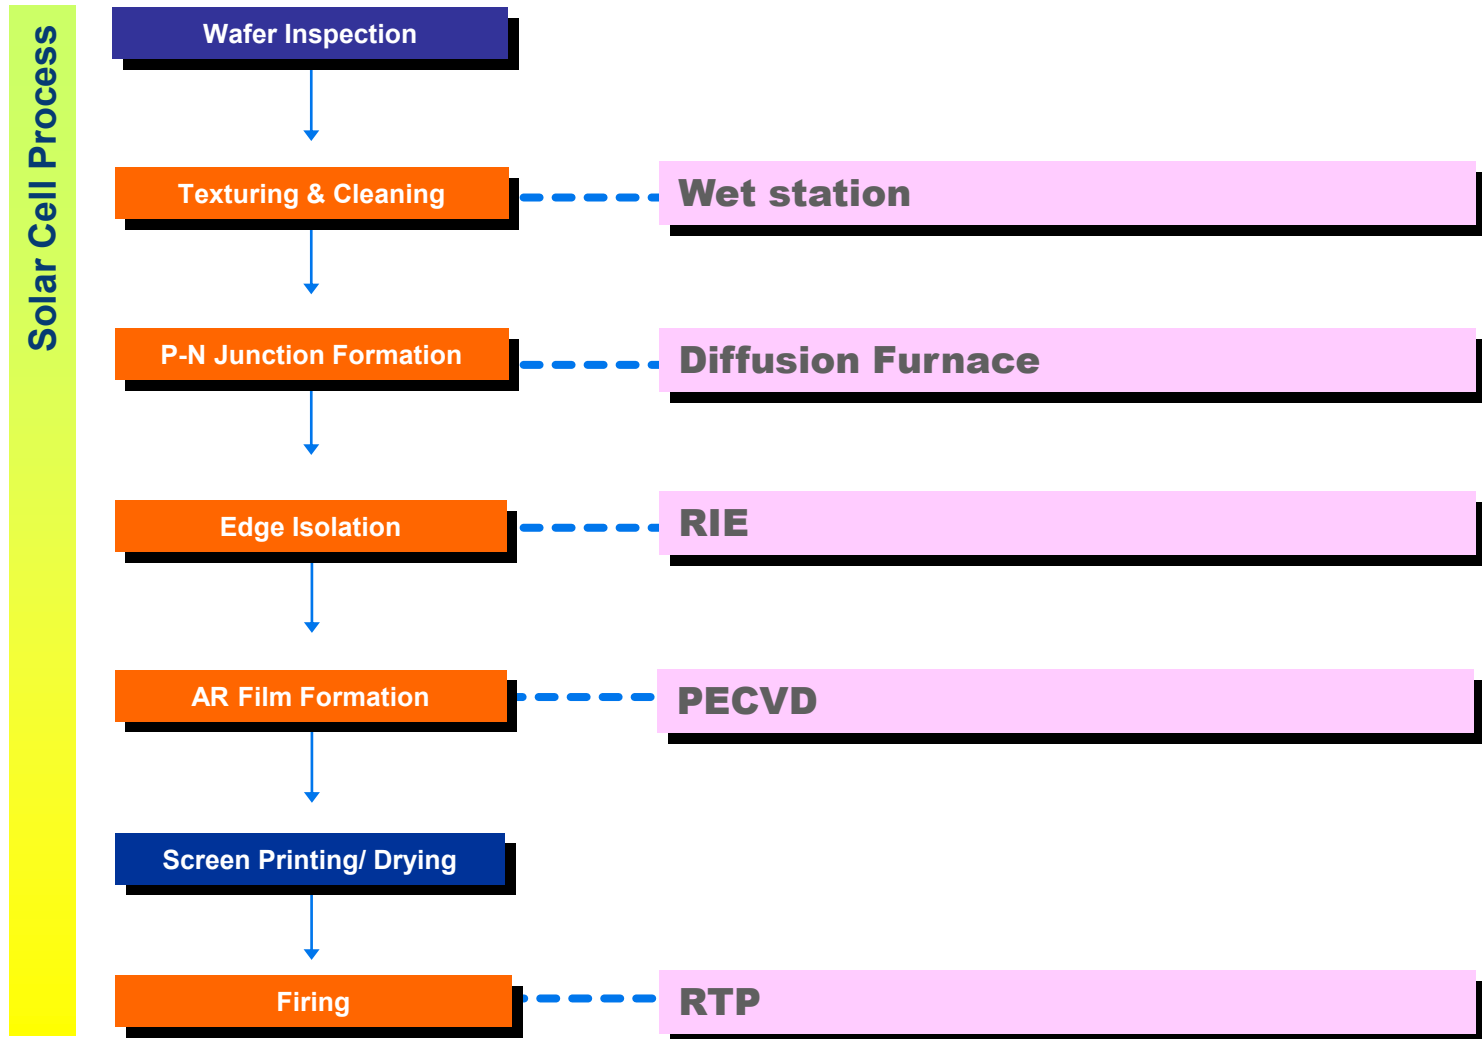 Solar Cell Process
Wafer Inspection
Texturing & Cleaning
Wet station
P-N Junction Formation
Diffusion Furnace
Edge Isolation
RIE
AR Film Formation
PECVD
Screen Printing/ Drying
Firing
RTP